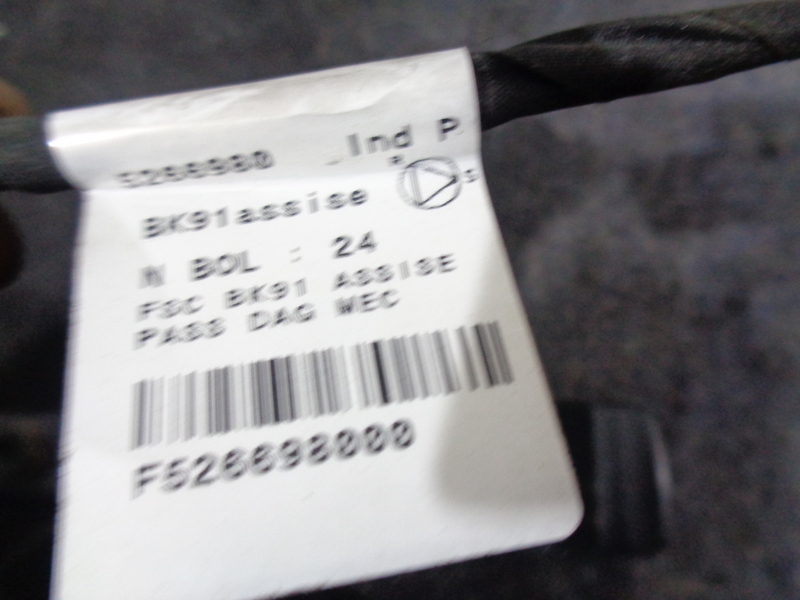 5266980 Ind P
R S
BK91assise
N BOL : 24
FSC BK91 ASSISE
PASS DAG MEC
F526698000